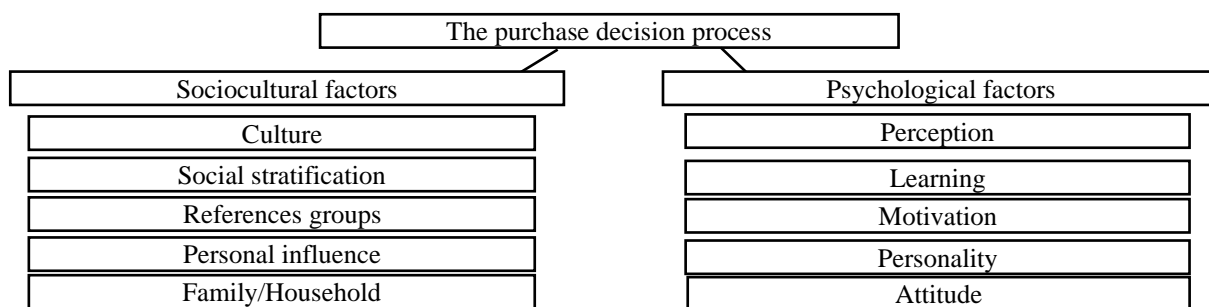 The purchase decision process
Sociocultural factors
Culture
Social stratification
References groups
Personal influence
Family/Household
Psychological factors
Perception
Learning
Motivation
Personality
Attitude